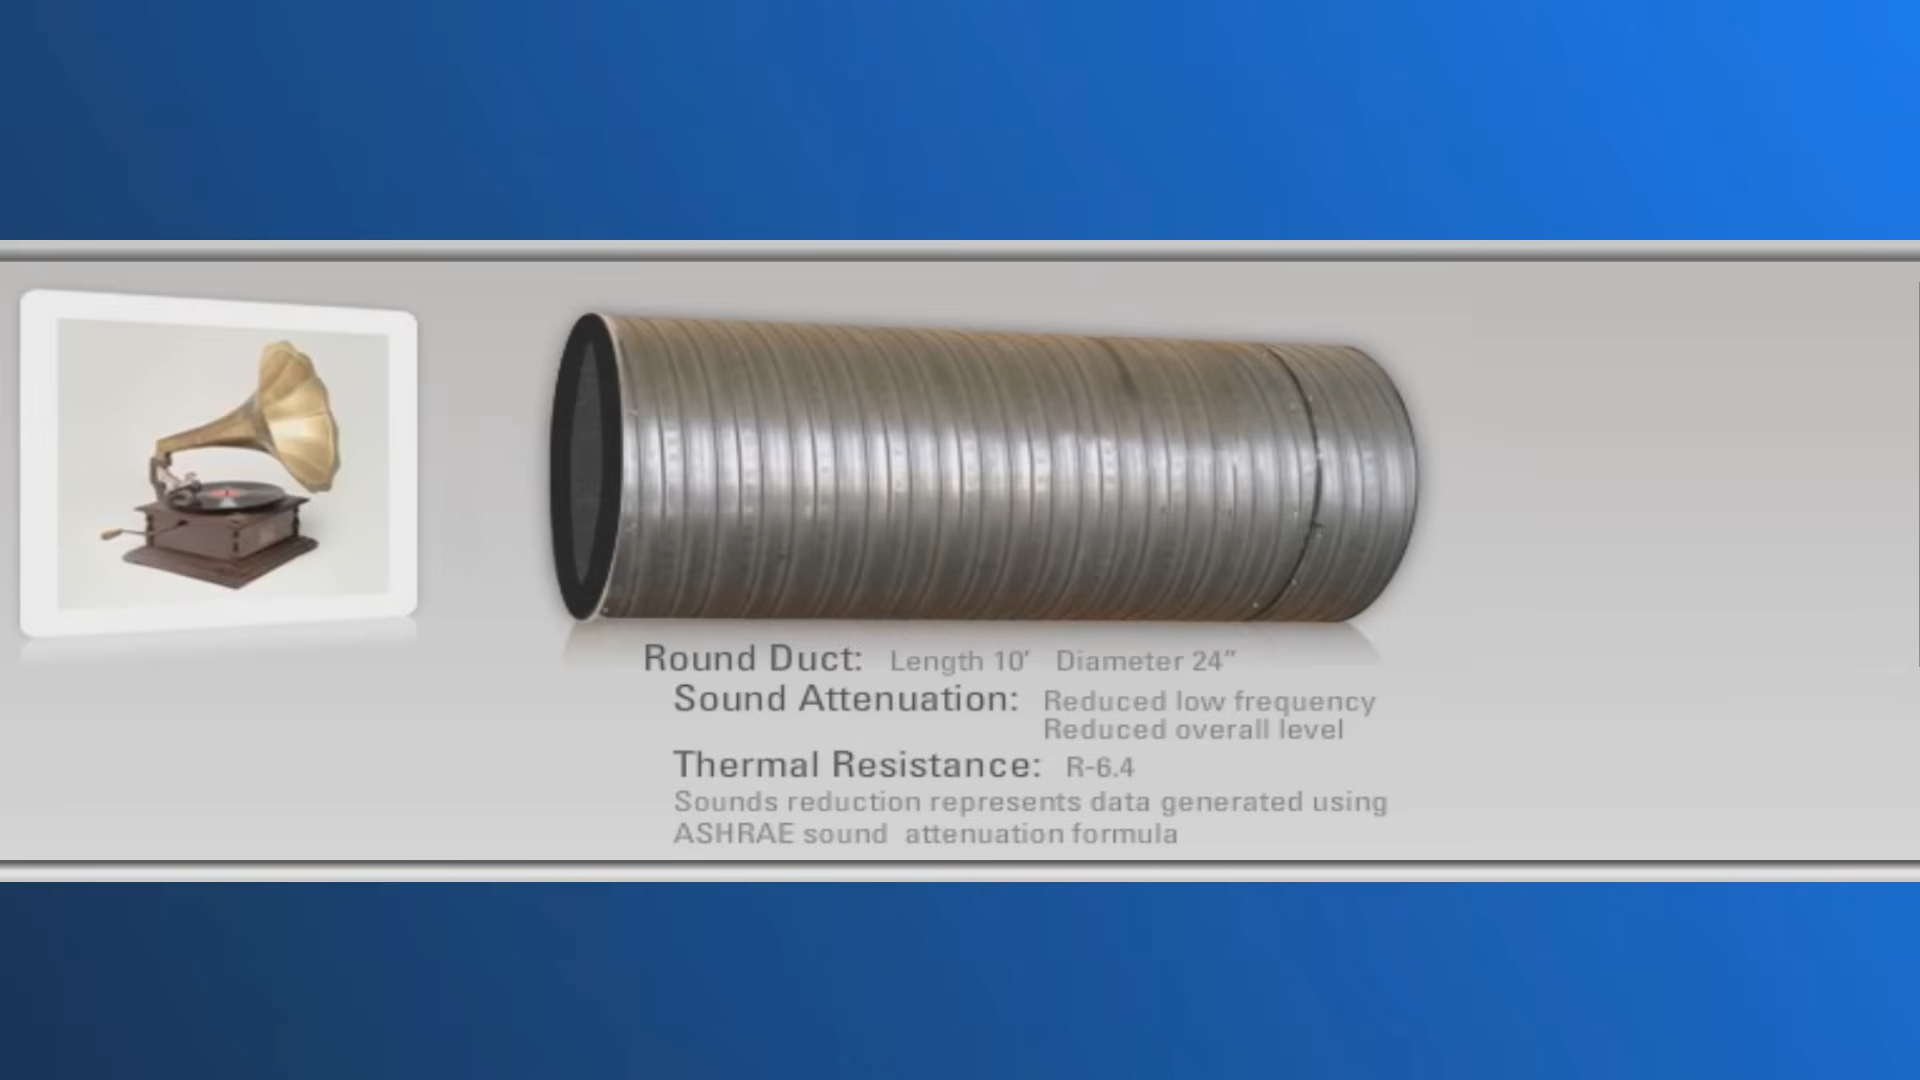 Round Duct: Length 10' Diameter 24"
Sound Attenuation: Reduced low frequency
Reduced overall level
Thermal Resistance: R-6.4
Sounds reduction represents data generated using
ASHRAE sound attenuation formula